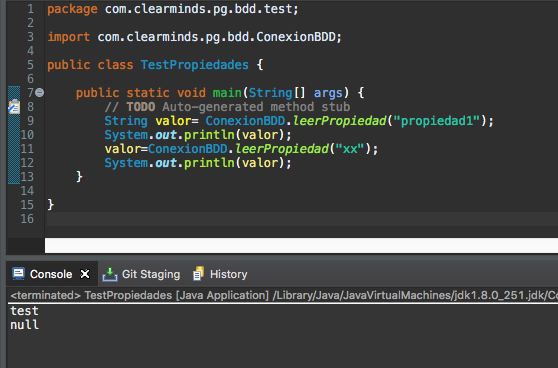 1 package com.clearminds.pg.bdd.test;
2
3 import com.clearminds.pg.bdd.ConexionBDD;
4
5 public class TestPropiedades {
6
7 public static void main(String[] args) {
8 // TODO Auto-generated method stub
9 String valor= ConexionBDD.leerPropiedad("propiedad1");
10 System.out.println(valor);
11 valor=ConexionBDD.leerPropiedad("xx");
12 System.out.println(valor);
13 }
14
15 }
16
Console Git Staging History
<terminated> TestPropiedades [Java Application] /Library/Java/JavaVirtualMachines/jdk1.8.0_251.jdk/Co
test
null